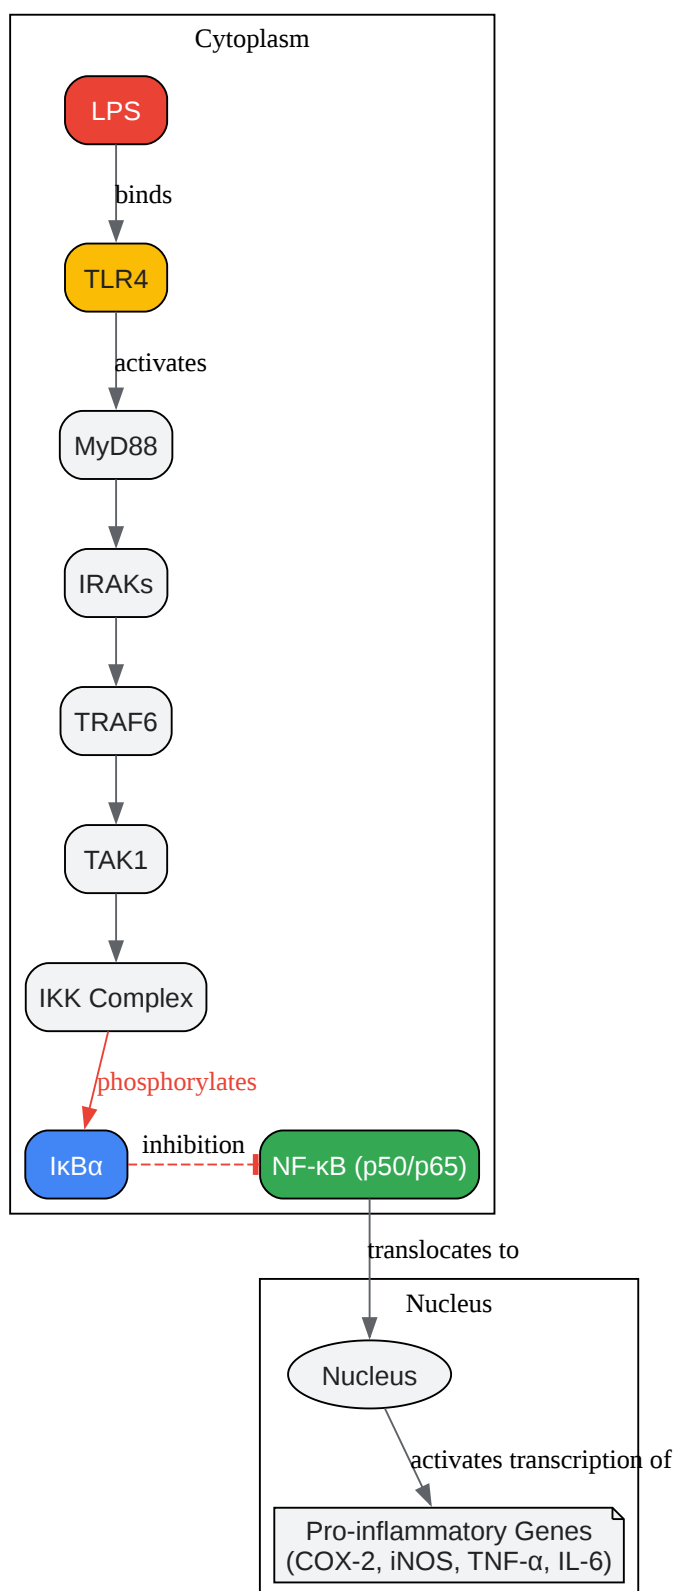 Cytoplasm
LPS
binds
TLR4
activates
MyD88
IRAKs
TRAF6
TAK1
IKK Complex
phosphorylates
IκBα
inhibition
NF-κB (p50/p65)
translocates to
Nucleus
Nucleus
activates transcription of
Pro-inflammatory Genes
(COX-2, iNOS, TNF-α, IL-6)